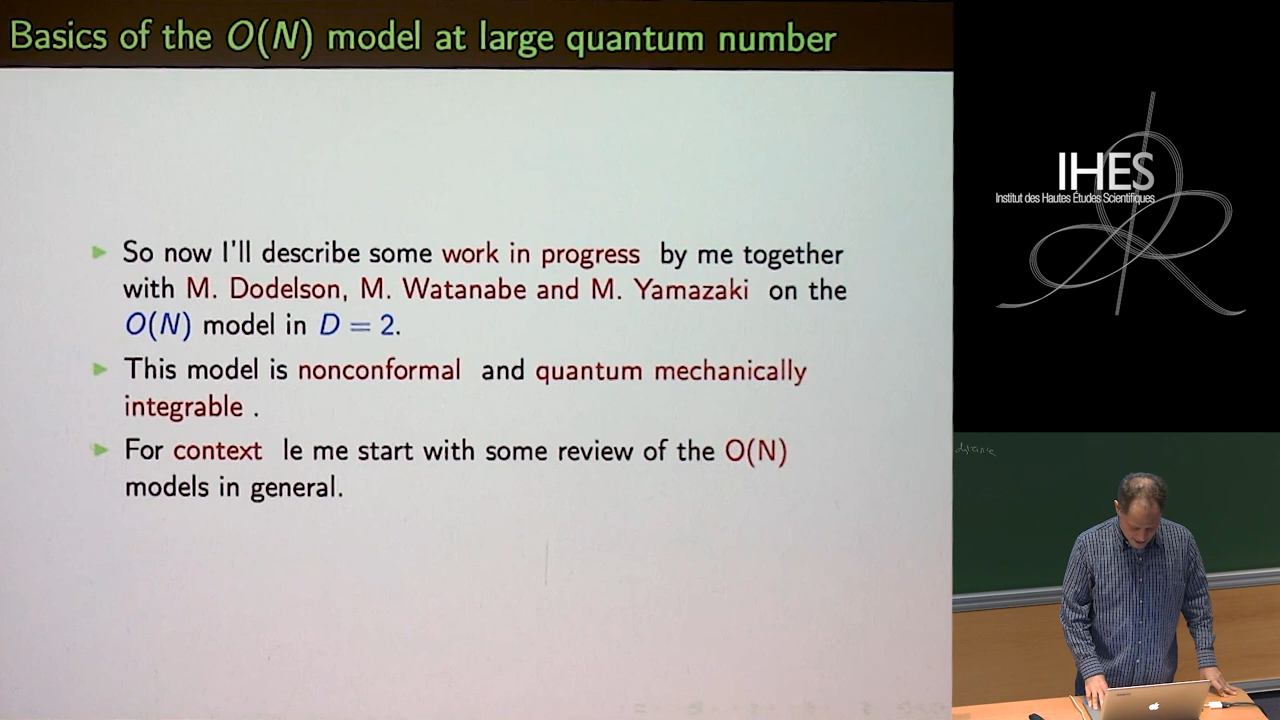 Basics of the O(N) model at large quantum number
So now I'll describe some work in progress by me together
with M. Dodelson, M. Watanabe and M. Yamazaki on the
O(N) model in D = 2.
This model is nonconformal and quantum mechanically
integrable .
For context le me start with some review of the O(N)
models in general.
IHES
Institut des Hautes Études Scientifiques